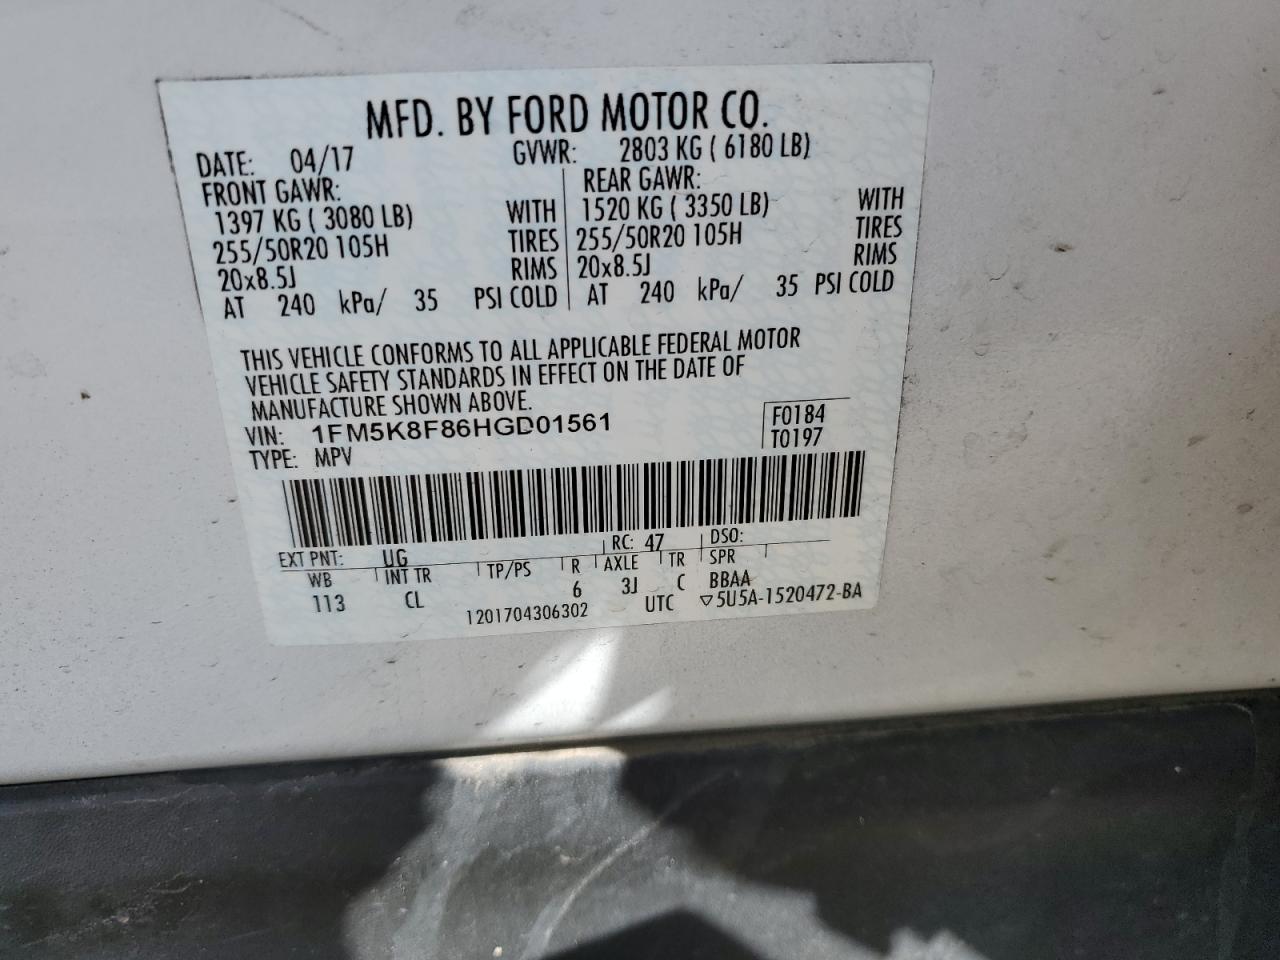 MFD. BY FORD MOTOR CO.
DATE: 04/17 GVWR: 2803 KG ( 6180 LB)
FRONT GAWR: REAR GAWR:
1397 KG ( 3080 LB) WITH 1520 KG ( 3350 LB) WITH
255/50R20 105H TIRES 255/50R20 105H TIRES
20x8.5J RIMS 20x8.5J RIMS
AT 240 kPa/ 35 PSI COLD AT 240 kPa/ 35 PSI COLD
THIS VEHICLE CONFORMS TO ALL APPLICABLE FEDERAL MOTOR
VEHICLE SAFETY STANDARDS IN EFFECT ON THE DATE OF
MANUFACTURE SHOWN ABOVE.
VIN: 1FM5K8F86HGD01561 F0184
TYPE: MPV T0197
EXT PNT: UG RC: 47 DSO:
WB INT TR TP/PS R AXLE TR SPR
113 CL 6 3J C BBAA
1201704306302 UTC ▽5U5A-1520472-BA